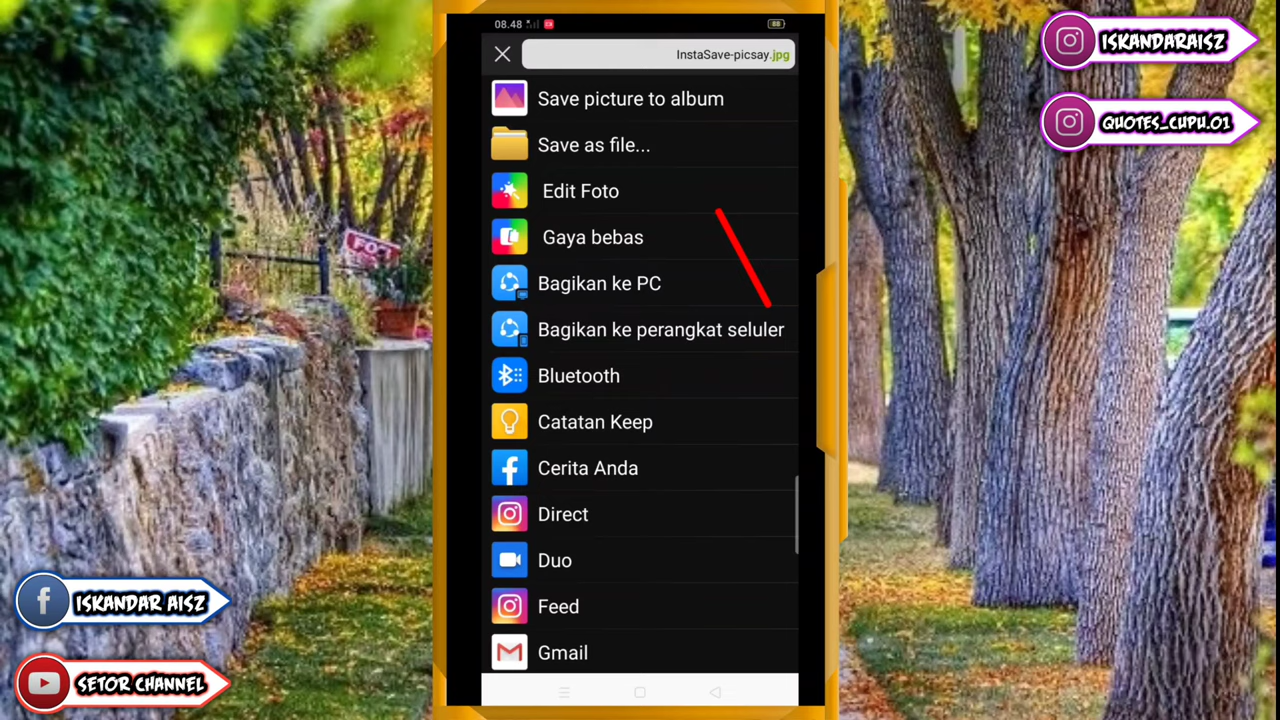 08.48
88
InstaSave-picsay.jpg
Save picture to album
Save as file...
Edit Foto
Gaya bebas
Bagikan ke PC
Bagikan ke perangkat seluler
Bluetooth
Catatan Keep
Cerita Anda
Direct
Duo
Feed
Gmail
ISKANDARAISZ
QUOTES_CUPU.01
ISKANDAR AISZ
SETOR CHANNEL